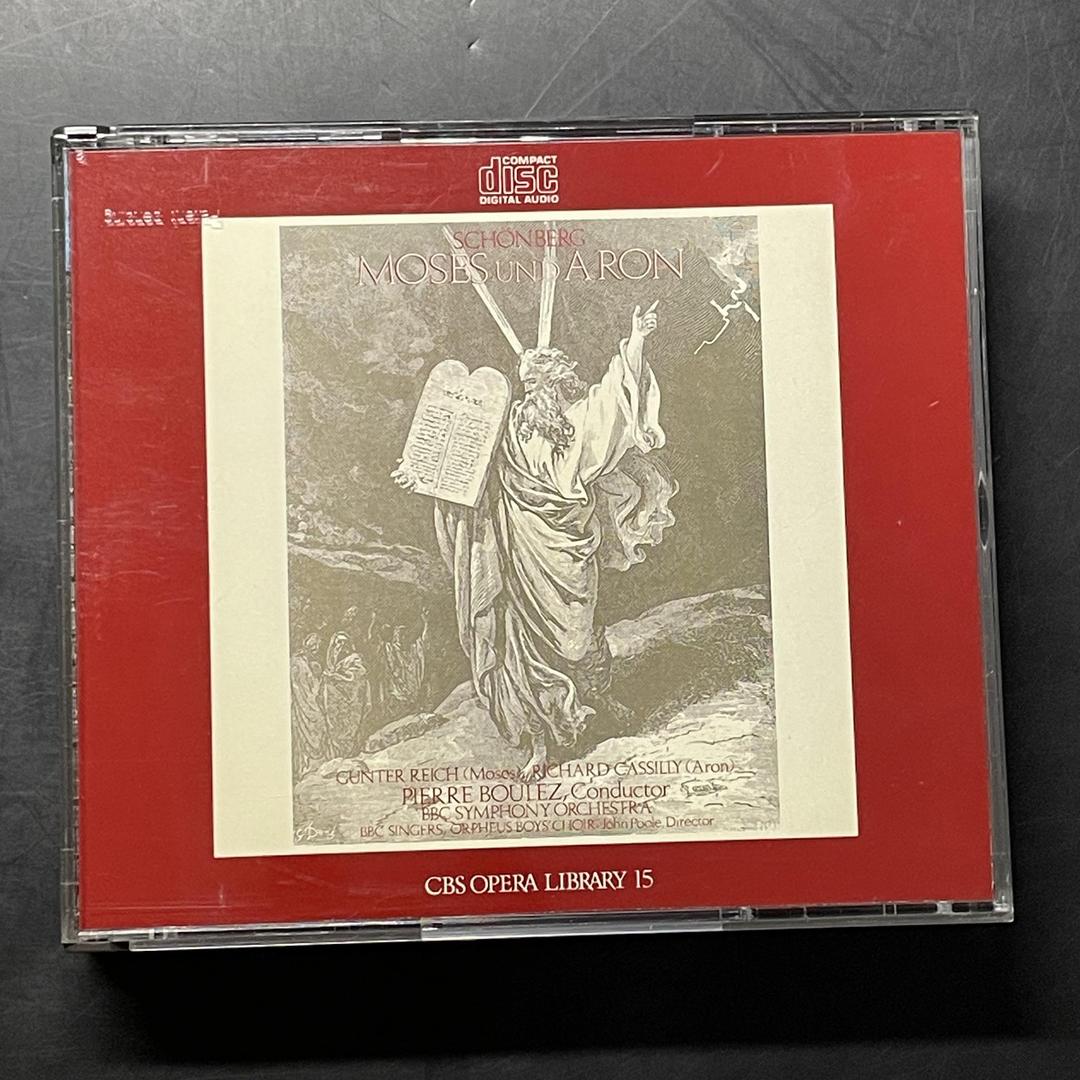 COMPACT
disc
DIGITAL AUDIO
SCHÖNBERG
MOSES UND ARON
GÜNTER REICH (Moses), RICHARD CASSILLY (Aron)
PIERRE BOULEZ, Conductor
BBC SYMPHONY ORCHESTRA
BBC SINGERS, ORPHEUS BOYS' CHOIR, John Poole, Director
CBS OPERA LIBRARY 15